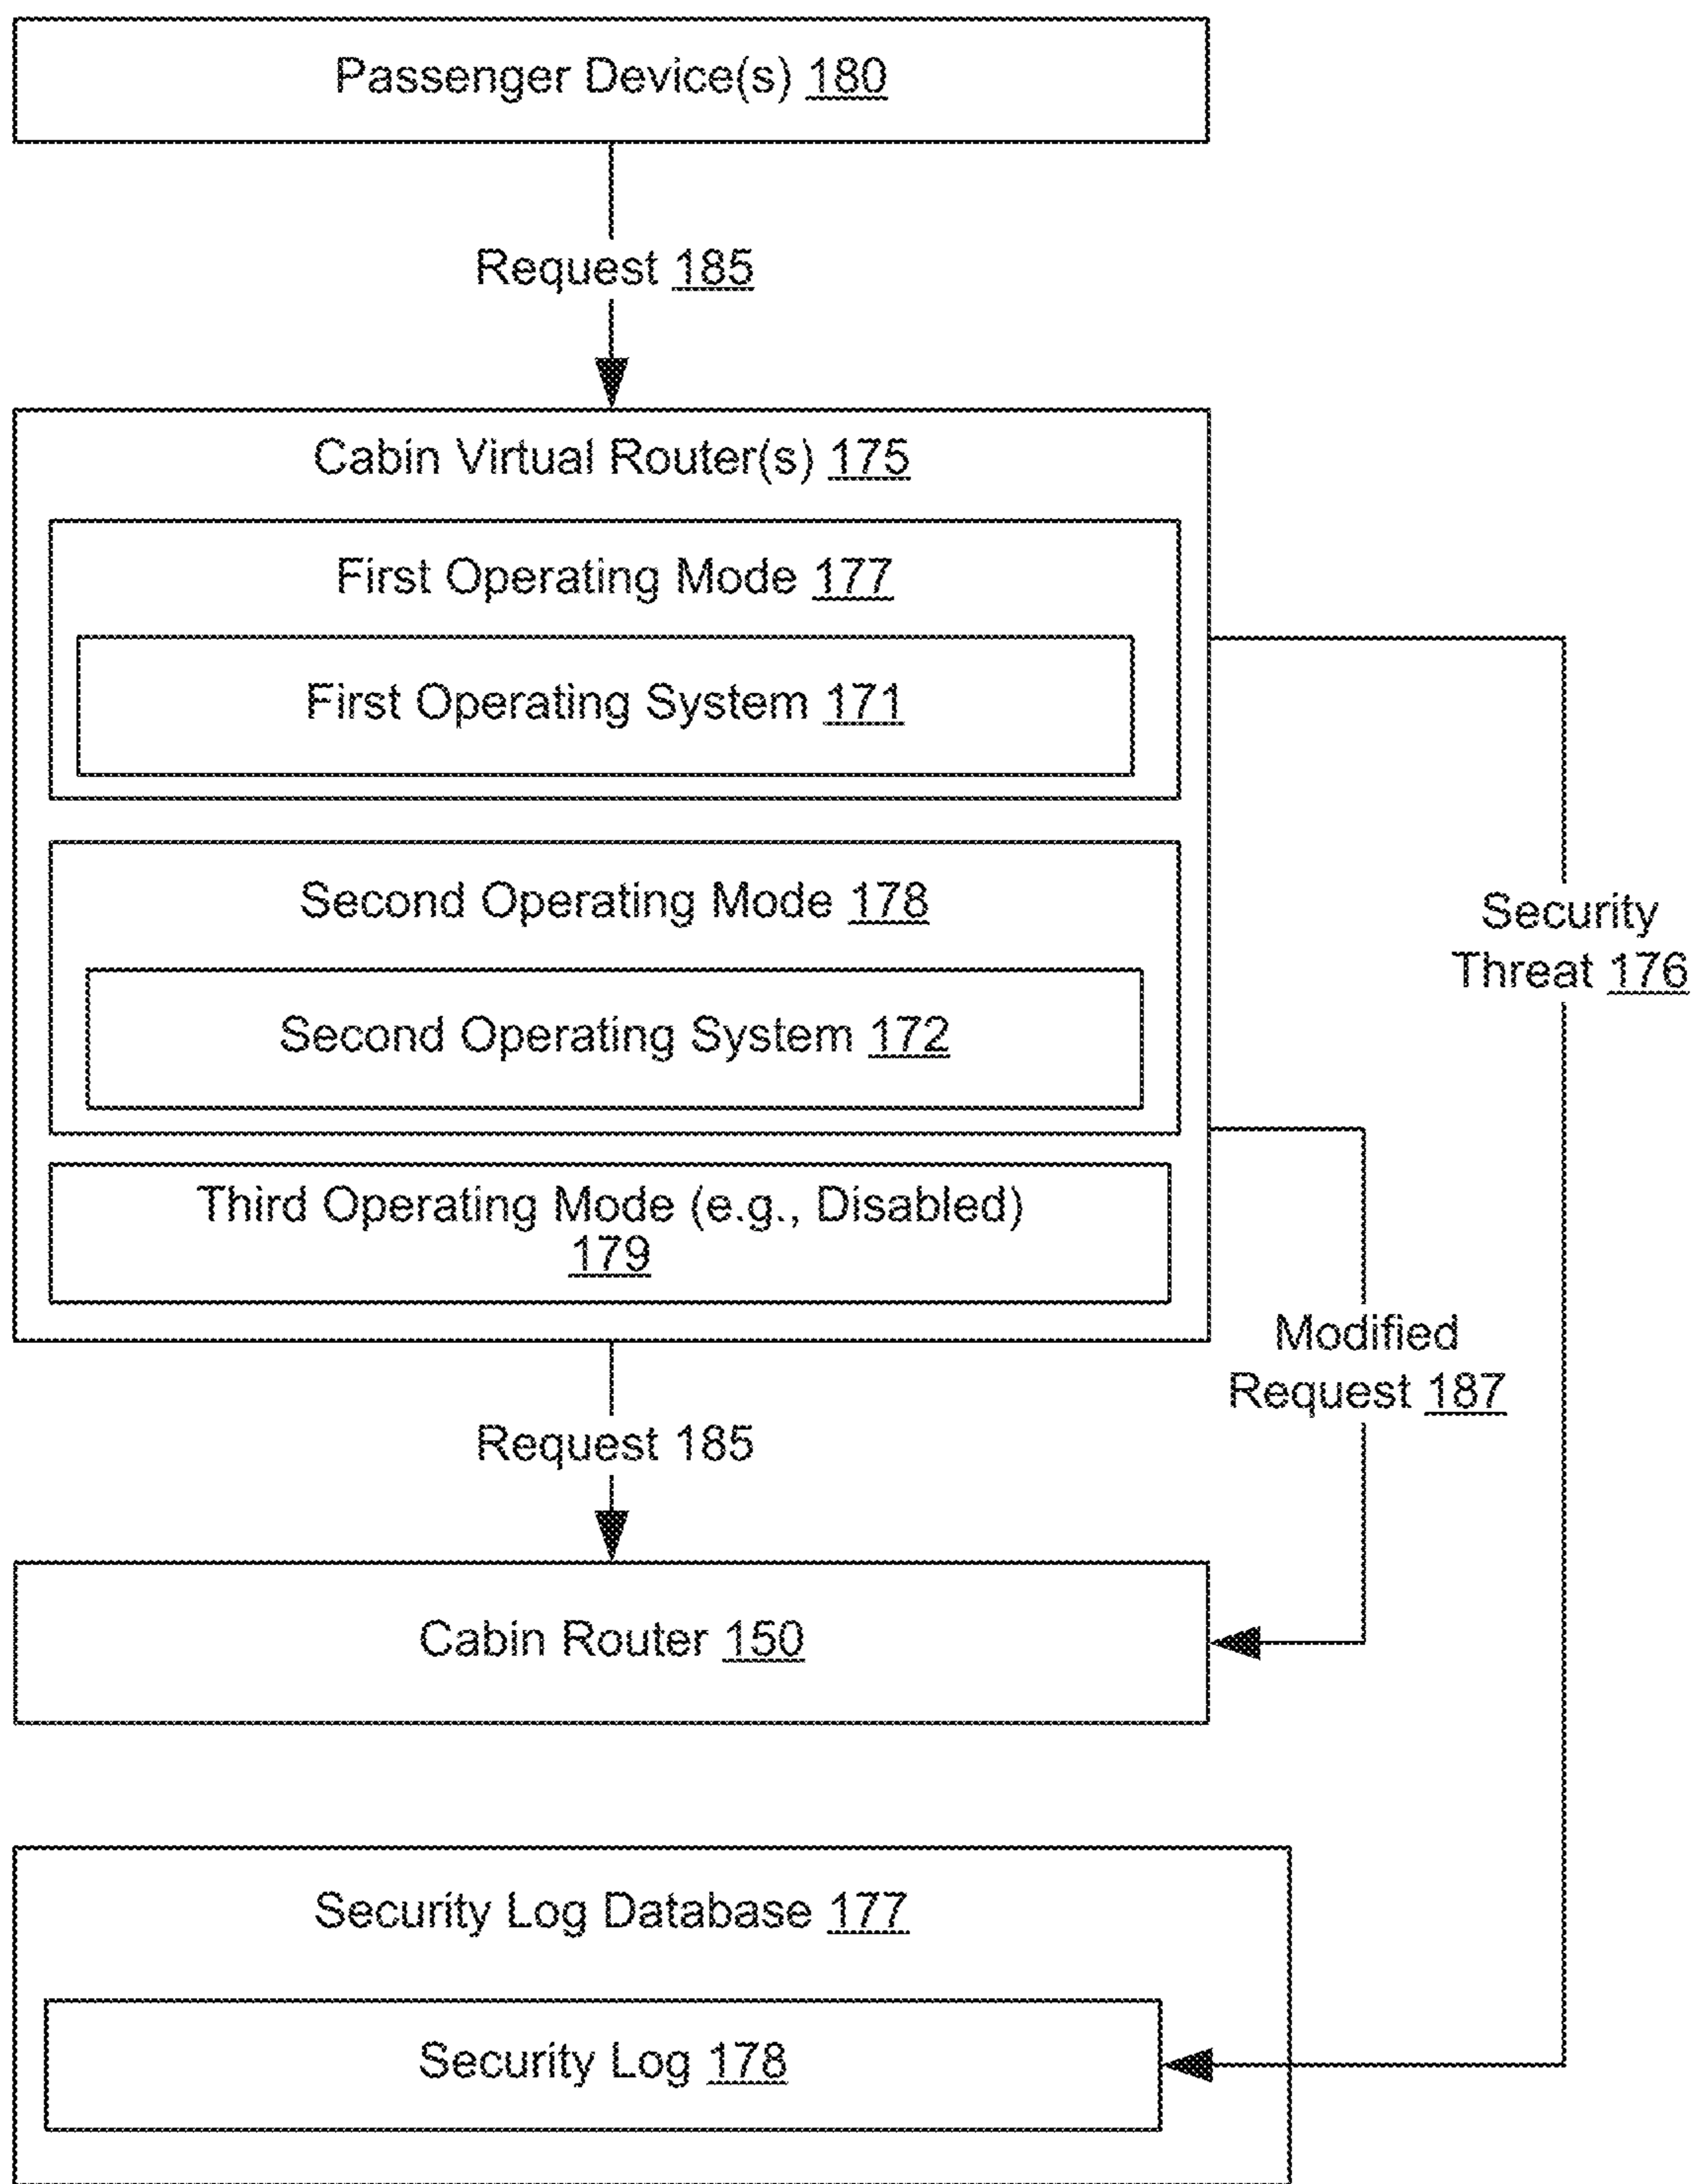 Passenger Device(s) 180
Request 185
Cabin Virtual Router(s) 175
First Operating Mode 177
First Operating System 171
Second Operating Mode 178
Security
Threat 176
Second Operating System 172
Third Operating Mode (e.g., Disabled)
179
Modified
Request 187
Request 185
Cabin Router 150
Security Log Database 177
Security Log 178